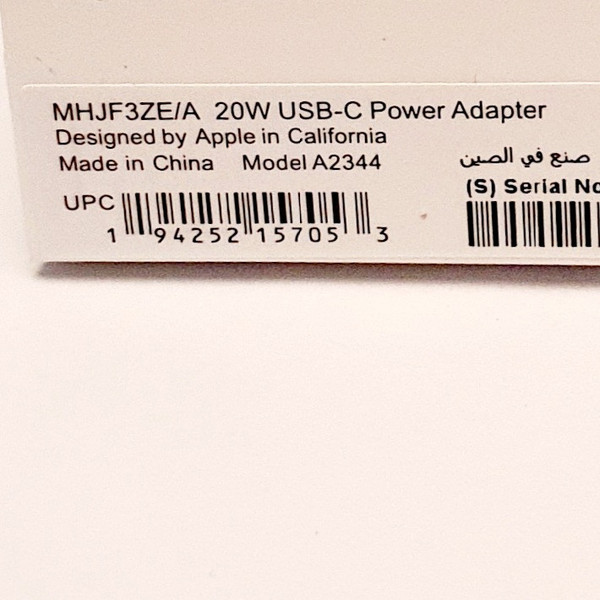 MHJF3ZE/A 20W USB-C Power Adapter
Designed by Apple in California
Made in China Model A2344
صنع في الصين
(S) Serial No
UPC
1 94252 15705 3